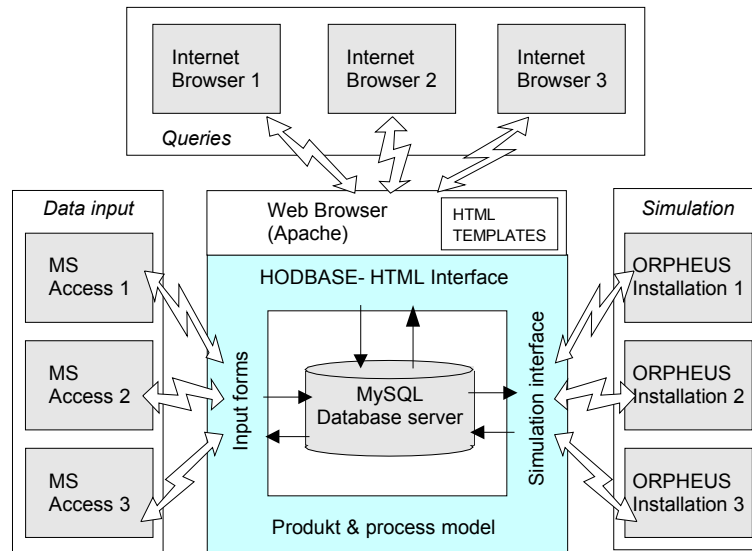 Internet
Browser 1
Internet
Browser 2
Internet
Browser 3
Queries
Data input
MS
Access 1
MS
Access 2
MS
Access 3
Web Browser
(Apache)
HTML
TEMPLATES
HODBASE- HTML Interface
Input forms
MySQL
Database server
Simulation interface
Produkt & process model
Simulation
ORPHEUS
Installation 1
ORPHEUS
Installation 2
ORPHEUS
Installation 3